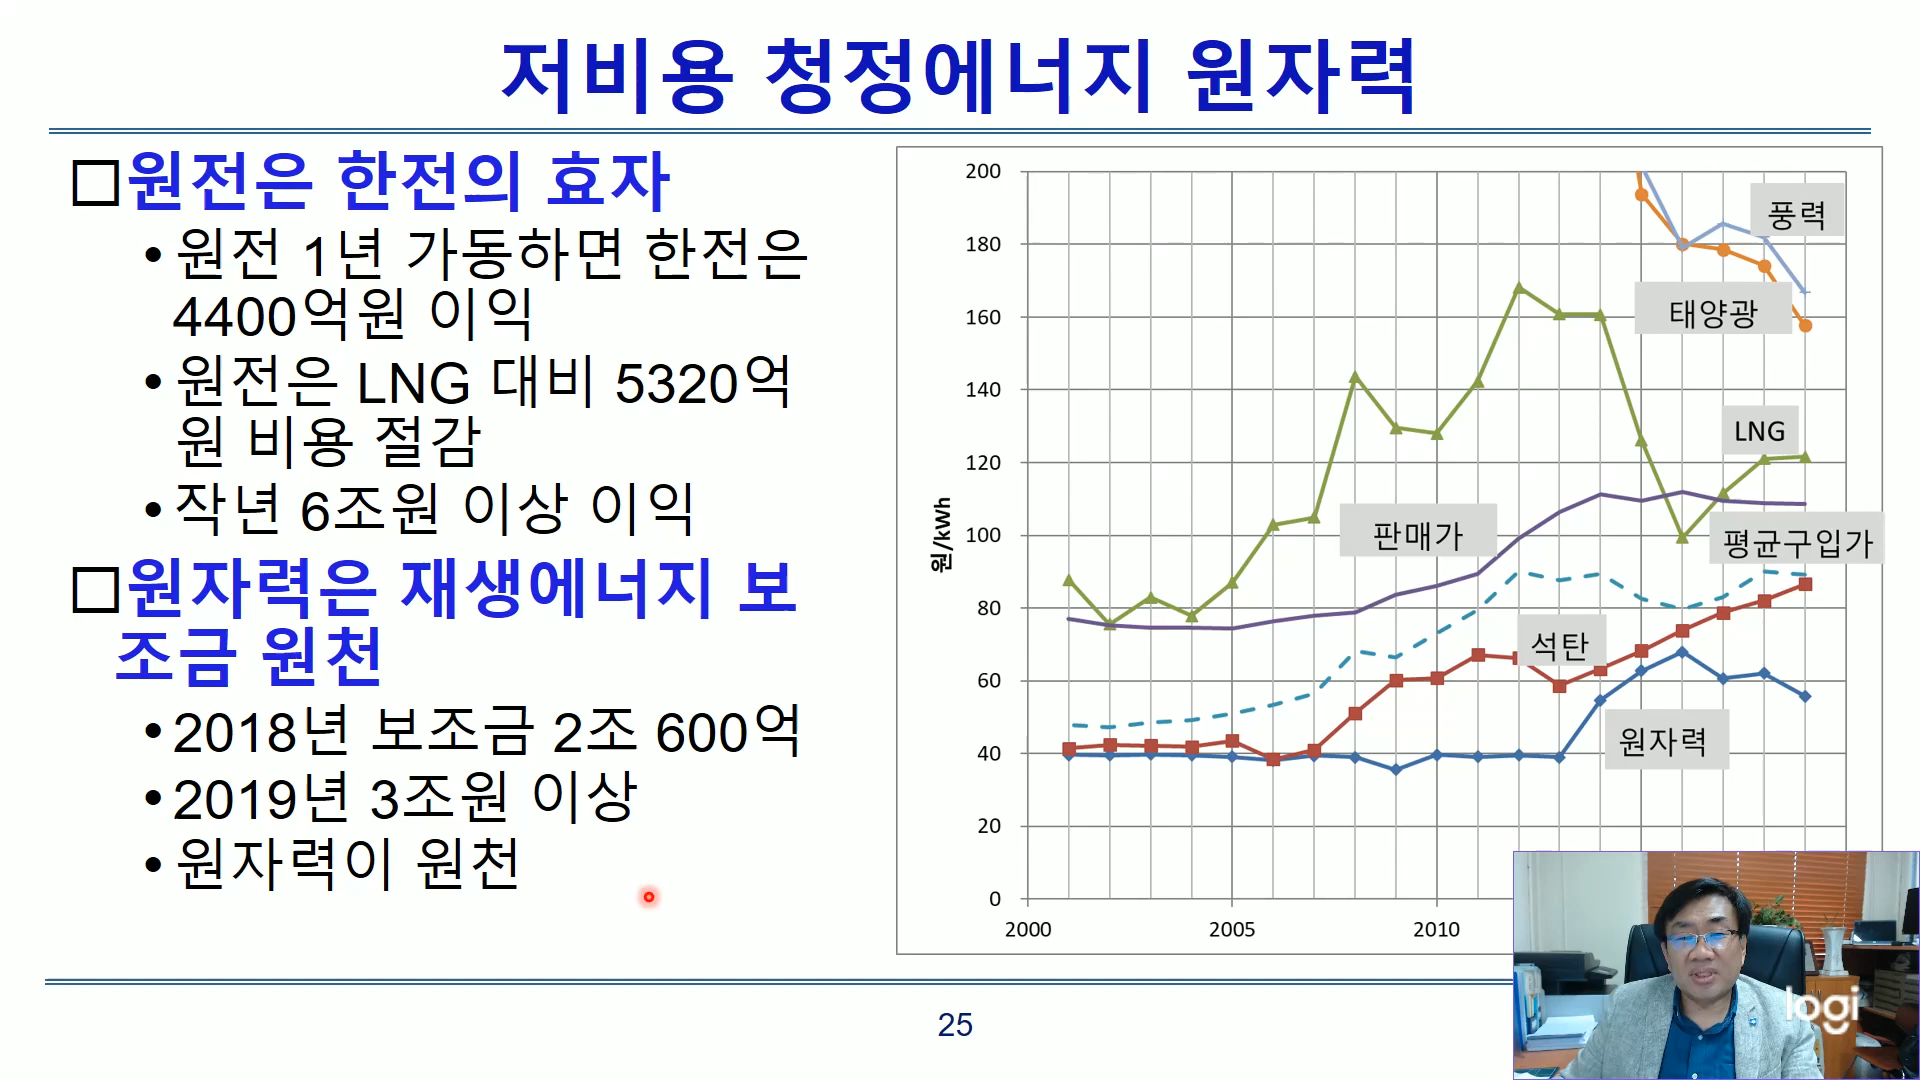 저비용 청정에너지 원자력
□원전은 한전의 효자
•원전 1년 가동하면 한전은
4400억원 이익
•원전은 LNG 대비 5320억
원 비용 절감
•작년 6조원 이상 이익
□원자력은 재생에너지 보
조금 원천
•2018년 보조금 2조 600억
•2019년 3조원 이상
•원자력이 원천
200
180
160
140
120
100
80
60
40
20
0
원/kWh
2000
2005
2010
풍력
태양광
LNG
판매가
평균구입가
석탄
원자력
25
logi